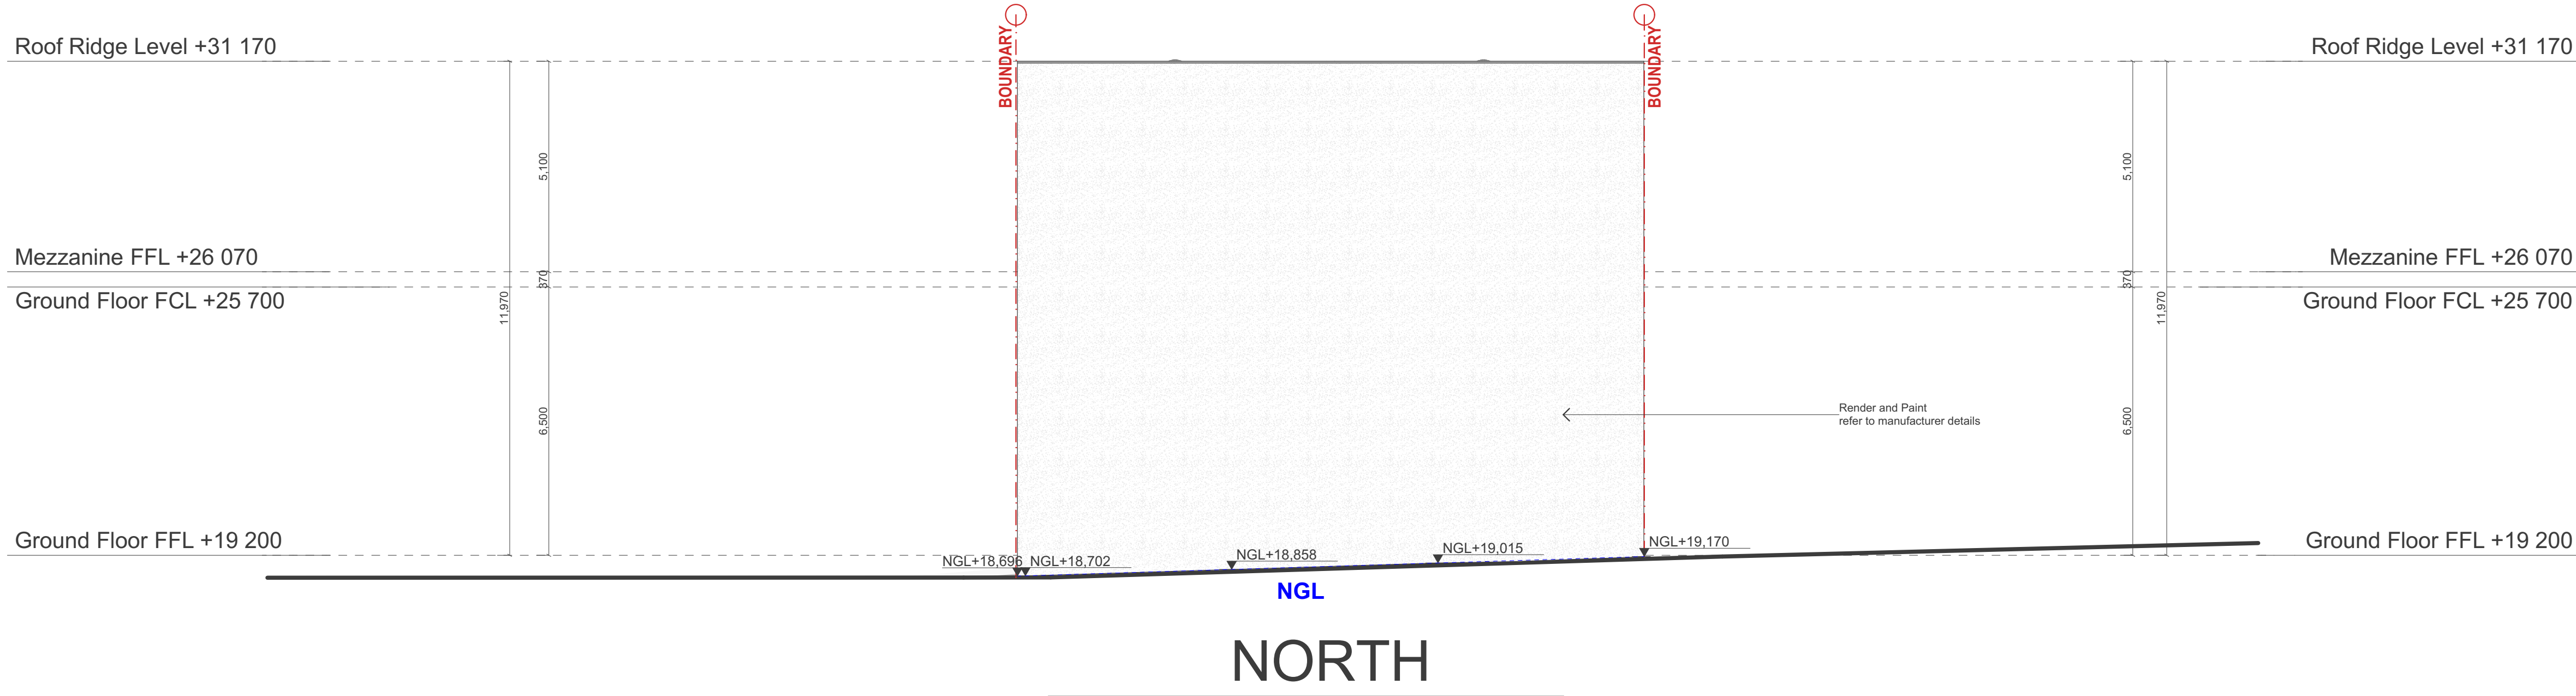 BOUNDARY
BOUNDARY
Roof Ridge Level +31 170
Roof Ridge Level +31 170
5,100
5,100
Mezzanine FFL +26 070
Mezzanine FFL +26 070
370
370
Ground Floor FCL +25 700
Ground Floor FCL +25 700
11,970
11,970
6,500
6,500
Render and Paint
refer to manufacturer details
Ground Floor FFL +19 200
Ground Floor FFL +19 200
NGL+18,696
NGL+18,702
NGL+18,858
NGL+19,015
NGL+19,170
NGL
NORTH